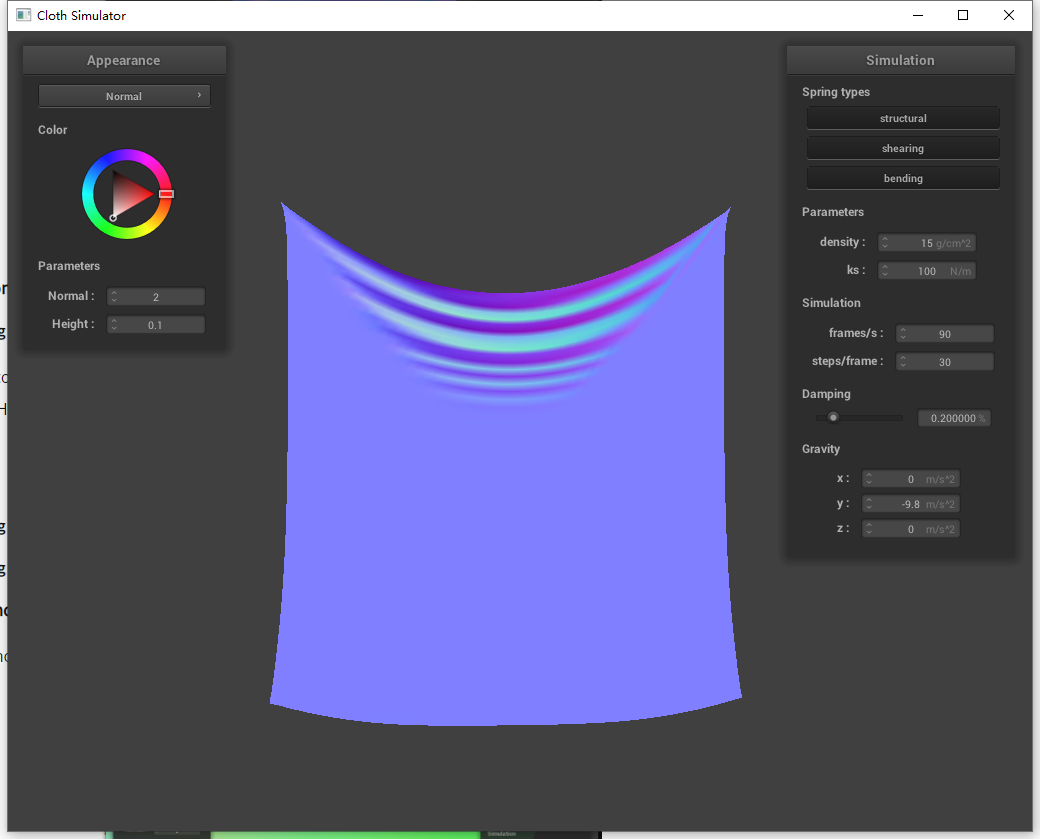 Cloth Simulator
Appearance
Normal
Color
Parameters
Normal : 2
Height : 0.1
Simulation
Spring types
structural
shearing
bending
Parameters
density : 15 g/cm^2
ks : 100 N/m
Simulation
frames/s : 90
steps/frame : 30
Damping
0.200000 %
Gravity
x : 0 m/s^2
y : -9.8 m/s^2
z : 0 m/s^2